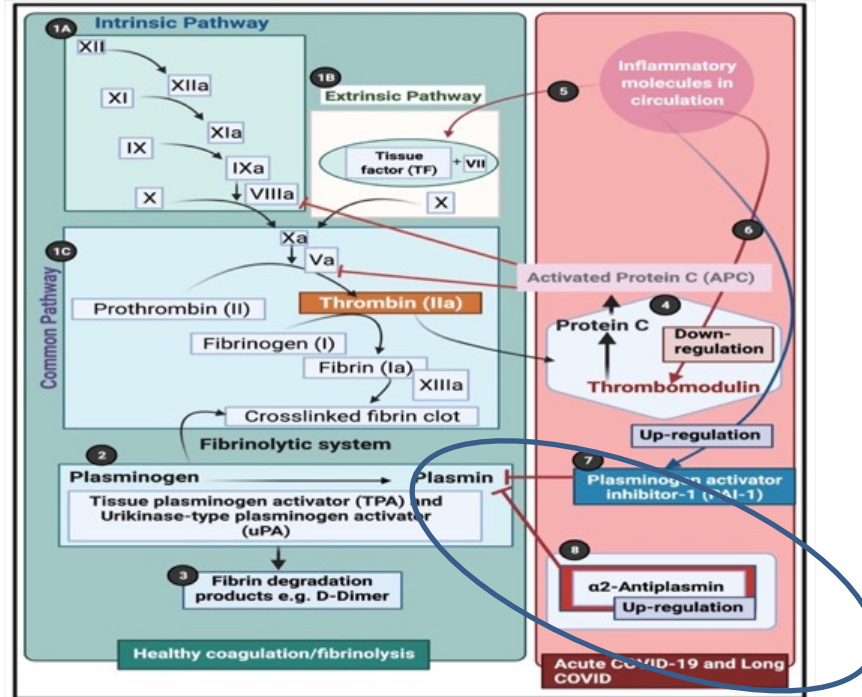 Intrinsic Pathway
1A
XII
XIIa
XI
XIa
IX
IXa
VIIIa
X
1B
Extrinsic Pathway
Tissue
factor (TF)
+ VII
X
1C
Common Pathway
Xa
Va
Prothrombin (II)
Thrombin (IIa)
Fibrinogen (I)
Fibrin (Ia)
XIIIa
Crosslinked fibrin clot
Fibrinolytic system
2
Plasminogen
Plasmin
Tissue plasminogen activator (TPA) and
Urikinase-type plasminogen activator
(uPA)
3
Fibrin degradation
products e.g. D-Dimer
Healthy coagulation/fibrinolysis
Inflammatory
molecules in
circulation
5
6
Activated Protein C (APC)
4
Protein C
Down-
regulation
Thrombomodulin
Up-regulation
7
Plasminogen activator
inhibitor-1 (PAI-1)
8
α2-Antiplasmin
Up-regulation
Acute COVID-19 and Long
COVID